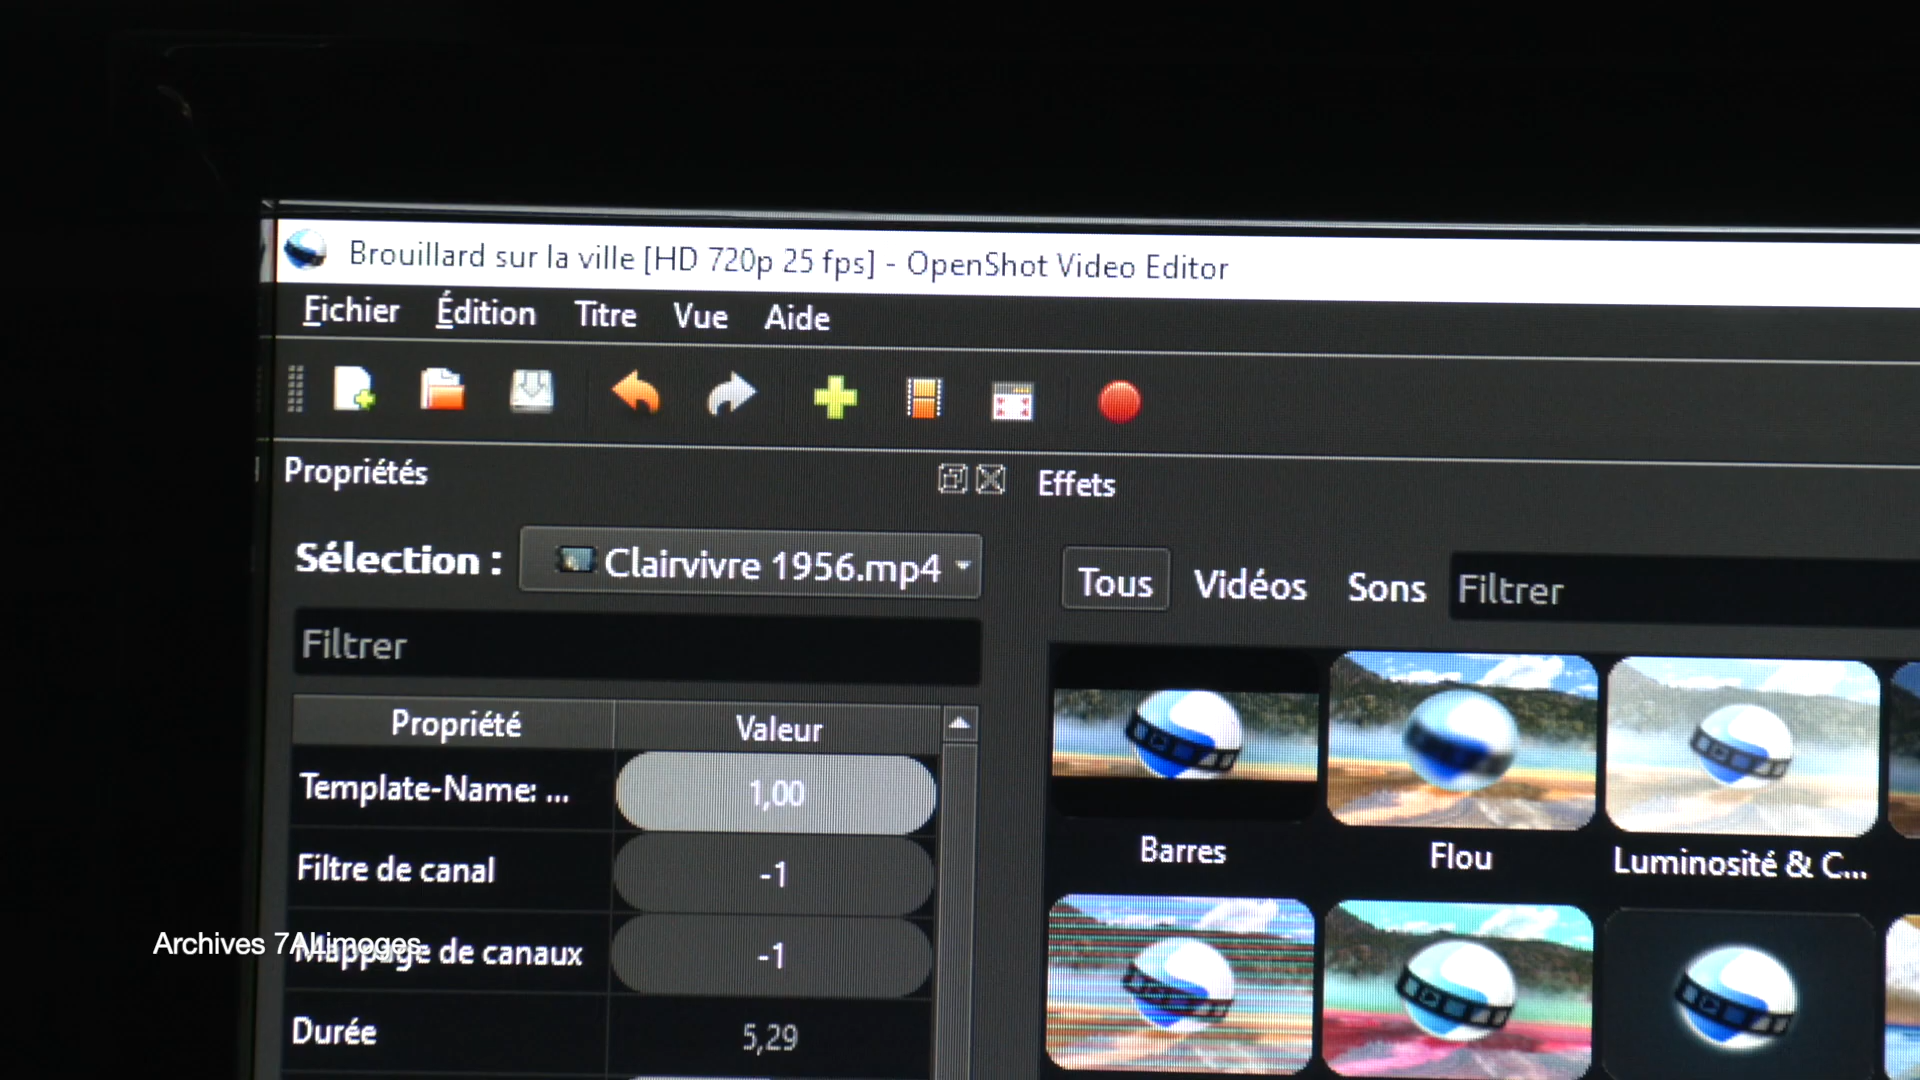 Brouillard sur la ville [HD 720p 25 fps] - OpenShot Video Editor
Fichier Édition Titre Vue Aide
Propriétés
Effets
Sélection : Clairvivre 1956.mp4
Tous Vidéos Sons Filtrer
Filtrer
Propriété Valeur
Template-Name: ... 1,00
Filtre de canal -1
Barres Flou Luminosité & C...
Archives 7ALimoges
Mappage de canaux -1
Durée 5,29